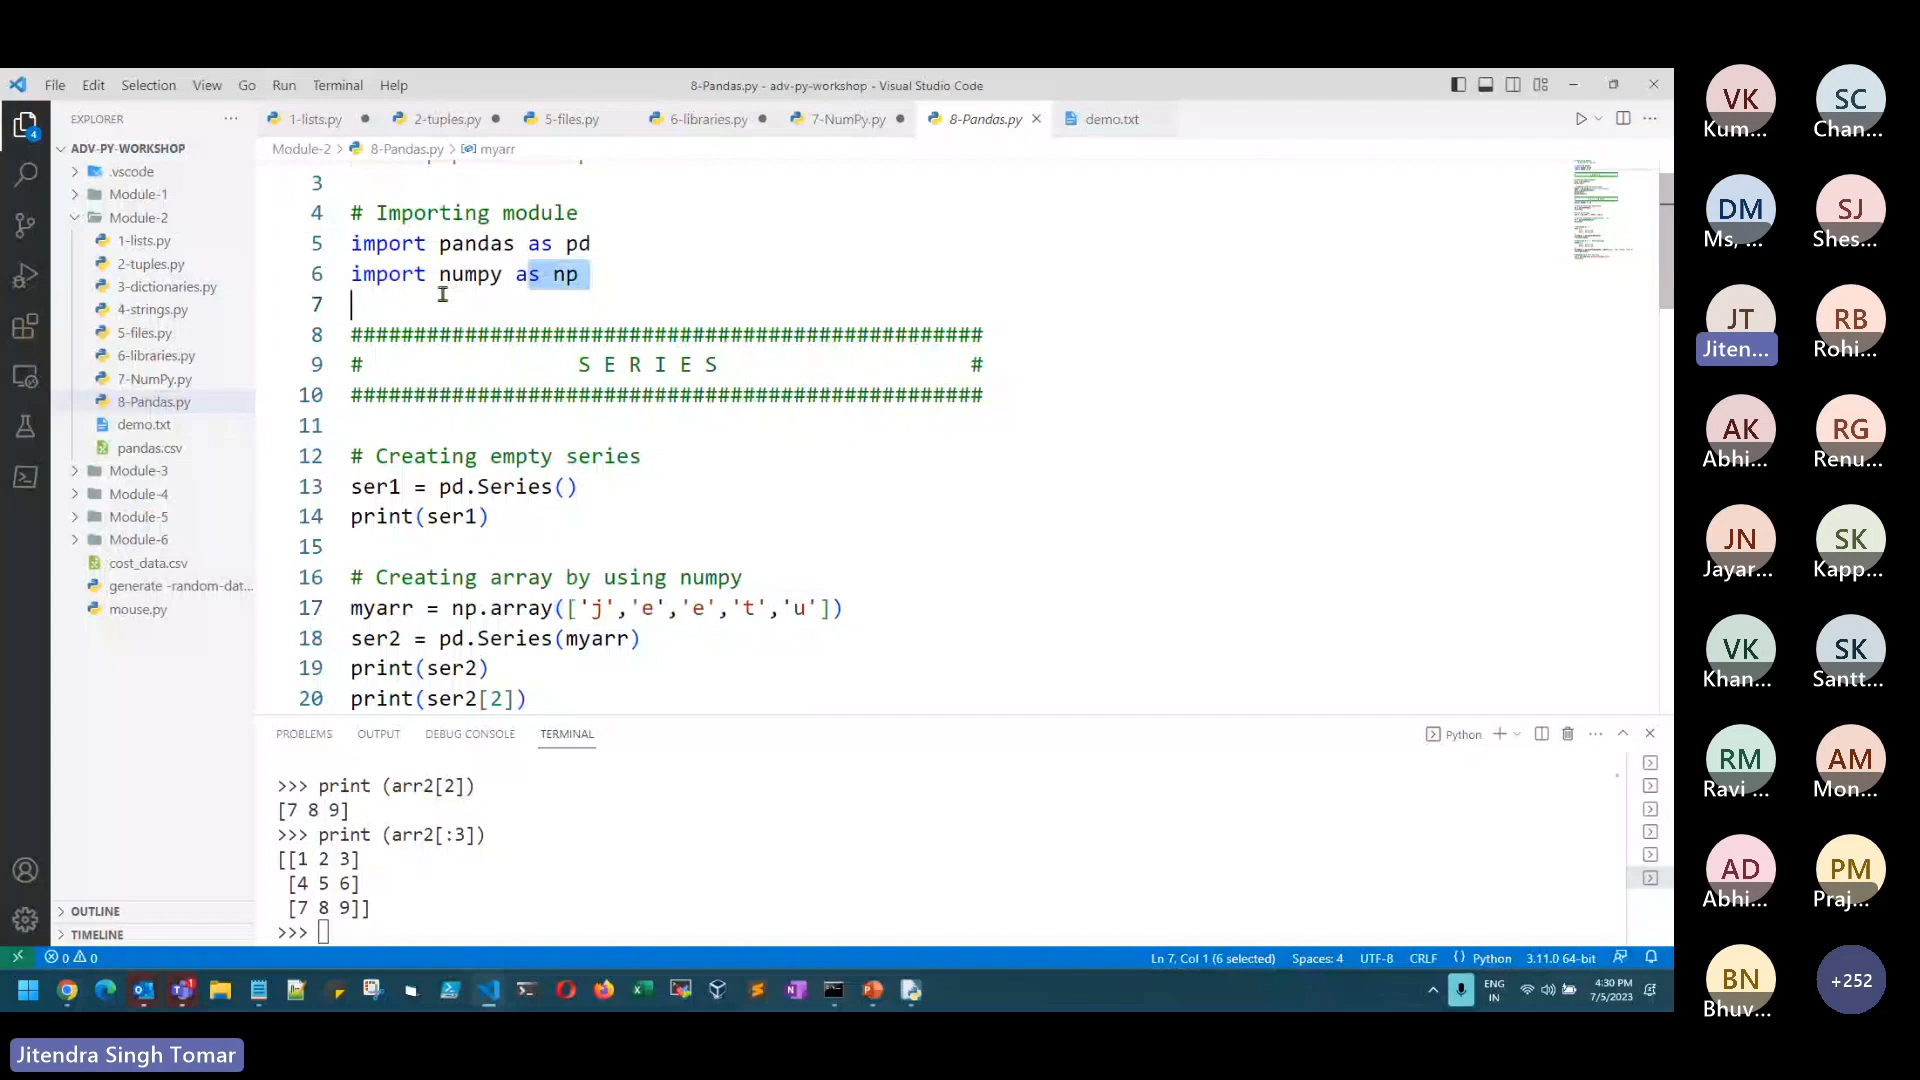 File Edit Selection View Go Run Terminal Help
8-Pandas.py - adv-py-workshop - Visual Studio Code
EXPLORER
1-lists.py
2-tuples.py
5-files.py
6-libraries.py
7-NumPy.py
8-Pandas.py
demo.txt
Module-2 > 8-Pandas.py > myarr
4
ADV-PY-WORKSHOP
.vscode
Module-1
Module-2
1-lists.py
2-tuples.py
3-dictionaries.py
4-strings.py
5-files.py
6-libraries.py
7-NumPy.py
8-Pandas.py
demo.txt
pandas.csv
Module-3
Module-4
Module-5
Module-6
cost_data.csv
generate -random-dat...
mouse.py
OUTLINE
TIMELINE
3
4 # Importing module
5 import pandas as pd
6 import numpy as np
7
8 ##################################################
9 # S E R I E S #
10 ##################################################
11
12 # Creating empty series
13 ser1 = pd.Series()
14 print(ser1)
15
16 # Creating array by using numpy
17 myarr = np.array(['j','e','e','t','u'])
18 ser2 = pd.Series(myarr)
19 print(ser2)
20 print(ser2[2])
PROBLEMS OUTPUT DEBUG CONSOLE TERMINAL
Python
>>> print (arr2[2])
[7 8 9]
>>> print (arr2[:3])
[[1 2 3]
 [4 5 6]
 [7 8 9]]
>>>
0 0
Ln 7, Col 1 (6 selected) Spaces: 4 UTF-8 CRLF Python 3.11.0 64-bit
ENG
IN
4:30 PM
7/5/2023
Jitendra Singh Tomar
VK
Kum...
SC
Chan...
DM
Ms, ...
SJ
Shes...
JT
Jiten...
RB
Rohi...
AK
Abhi...
RG
Renu...
JN
Jayar...
SK
Kapp...
VK
Khan...
SK
Santt...
RM
Ravi ...
AM
Mon...
AD
Abhi...
PM
Praj...
BN
Bhuv...
+252